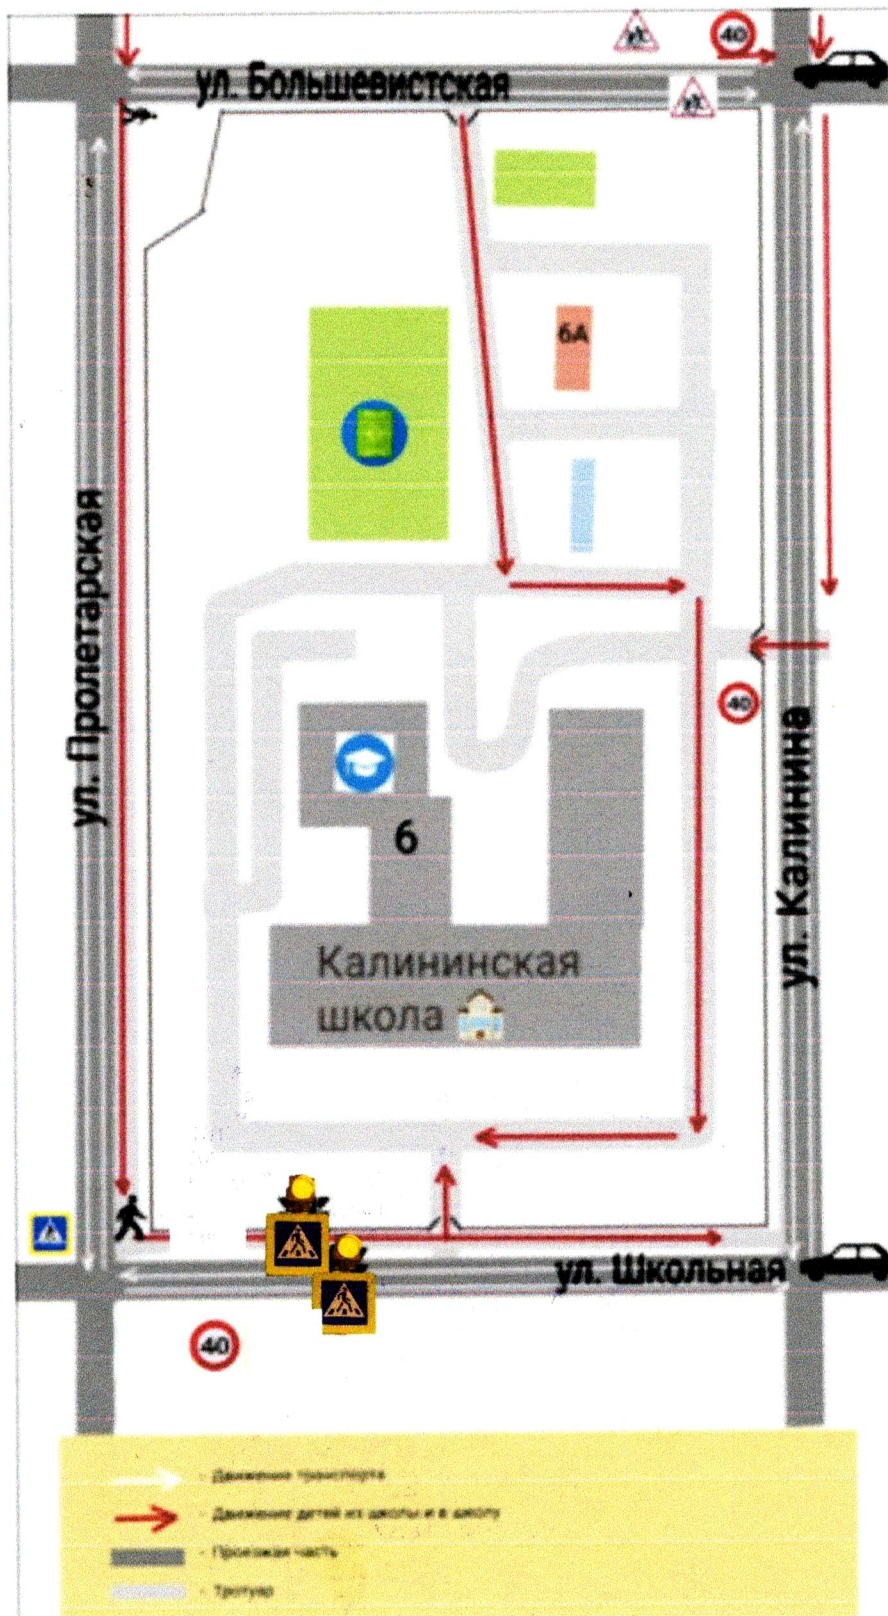 40
ул. Большевистская
6А
ул. Пролетарская
40
ул. Калинина
6
Калининская
школа
ул. Школьная
40
- Движение транспорта
- Движение детей из школы и в школу
- Проезжая часть
- Тротуар